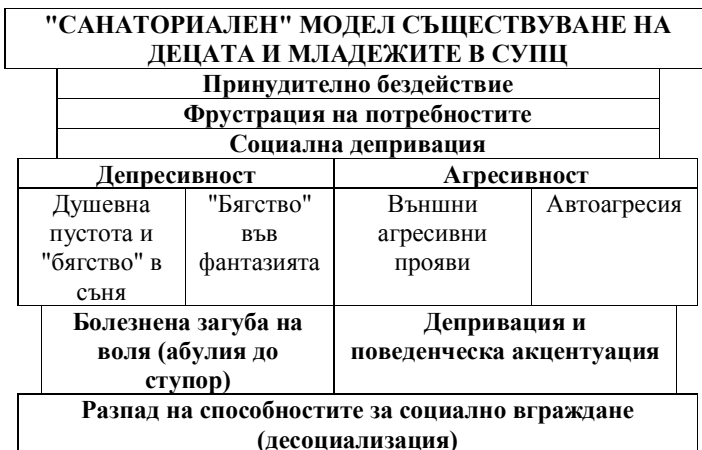 "САНАТОРИАЛЕН" МОДЕЛ СЪЩЕСТВУВАНЕ НА
ДЕЦАТА И МЛАДЕЖИТЕ В СУПЦ
Принудително бездействие
Фрустрация на потребностите
Социална депривация
Депресивност
Агресивност
Душевна
пустота и
"бягство" в
съня
"Бягство"
във
фантазията
Външни
агресивни
прояви
Автоагресия
Болезнена загуба на
воля (абулия до
ступор)
Депривация и
поведенческа акцентуация
Разпад на способностите за социално вграждане
(десоциализация)